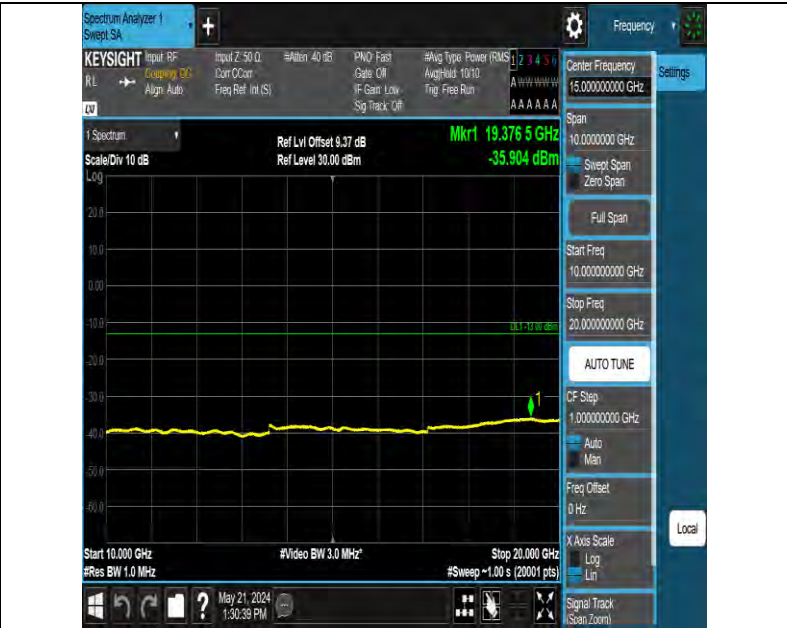 Spectrum Analyzer 1
Swept SA
Frequency
KEYSIGHT
RL
Input: RF
Coupling: DC
Align: Auto
Input Z: 50 Ω
Corr CCorr
Freq Ref: Int (S)
#Atten: 40 dB
PNO: Fast
Gate: Off
IF Gain: Low
Sig Track: Off
#Avg Type: Power (RMS
Avg|Hold: 10/10
Trig: Free Run
1 2 3 4 5 6
A W W W W W
A A A A A A
Settings
1 Spectrum
Scale/Div 10 dB
Log
Ref Lvl Offset 9.37 dB
Ref Level 30.00 dBm
Mkr1 19.376 5 GHz
-35.904 dBm
20.0
10.0
0.00
-10.0
-20.0
-30.0
-40.0
-50.0
-60.0
DL1 -13.00 dBm
1
Start 10.000 GHz
#Res BW 1.0 MHz
#Video BW 3.0 MHz*
Stop 20.000 GHz
#Sweep ~1.00 s (20001 pts)
Center Frequency
15.000000000 GHz
Span
10.0000000 GHz
Swept Span
Zero Span
Full Span
Start Freq
10.000000000 GHz
Stop Freq
20.000000000 GHz
AUTO TUNE
CF Step
1.000000000 GHz
Auto
Man
Freq Offset
0 Hz
X Axis Scale
Log
Lin
Signal Track
(Span Zoom)
Local
May 21, 2024
1:30:39 PM